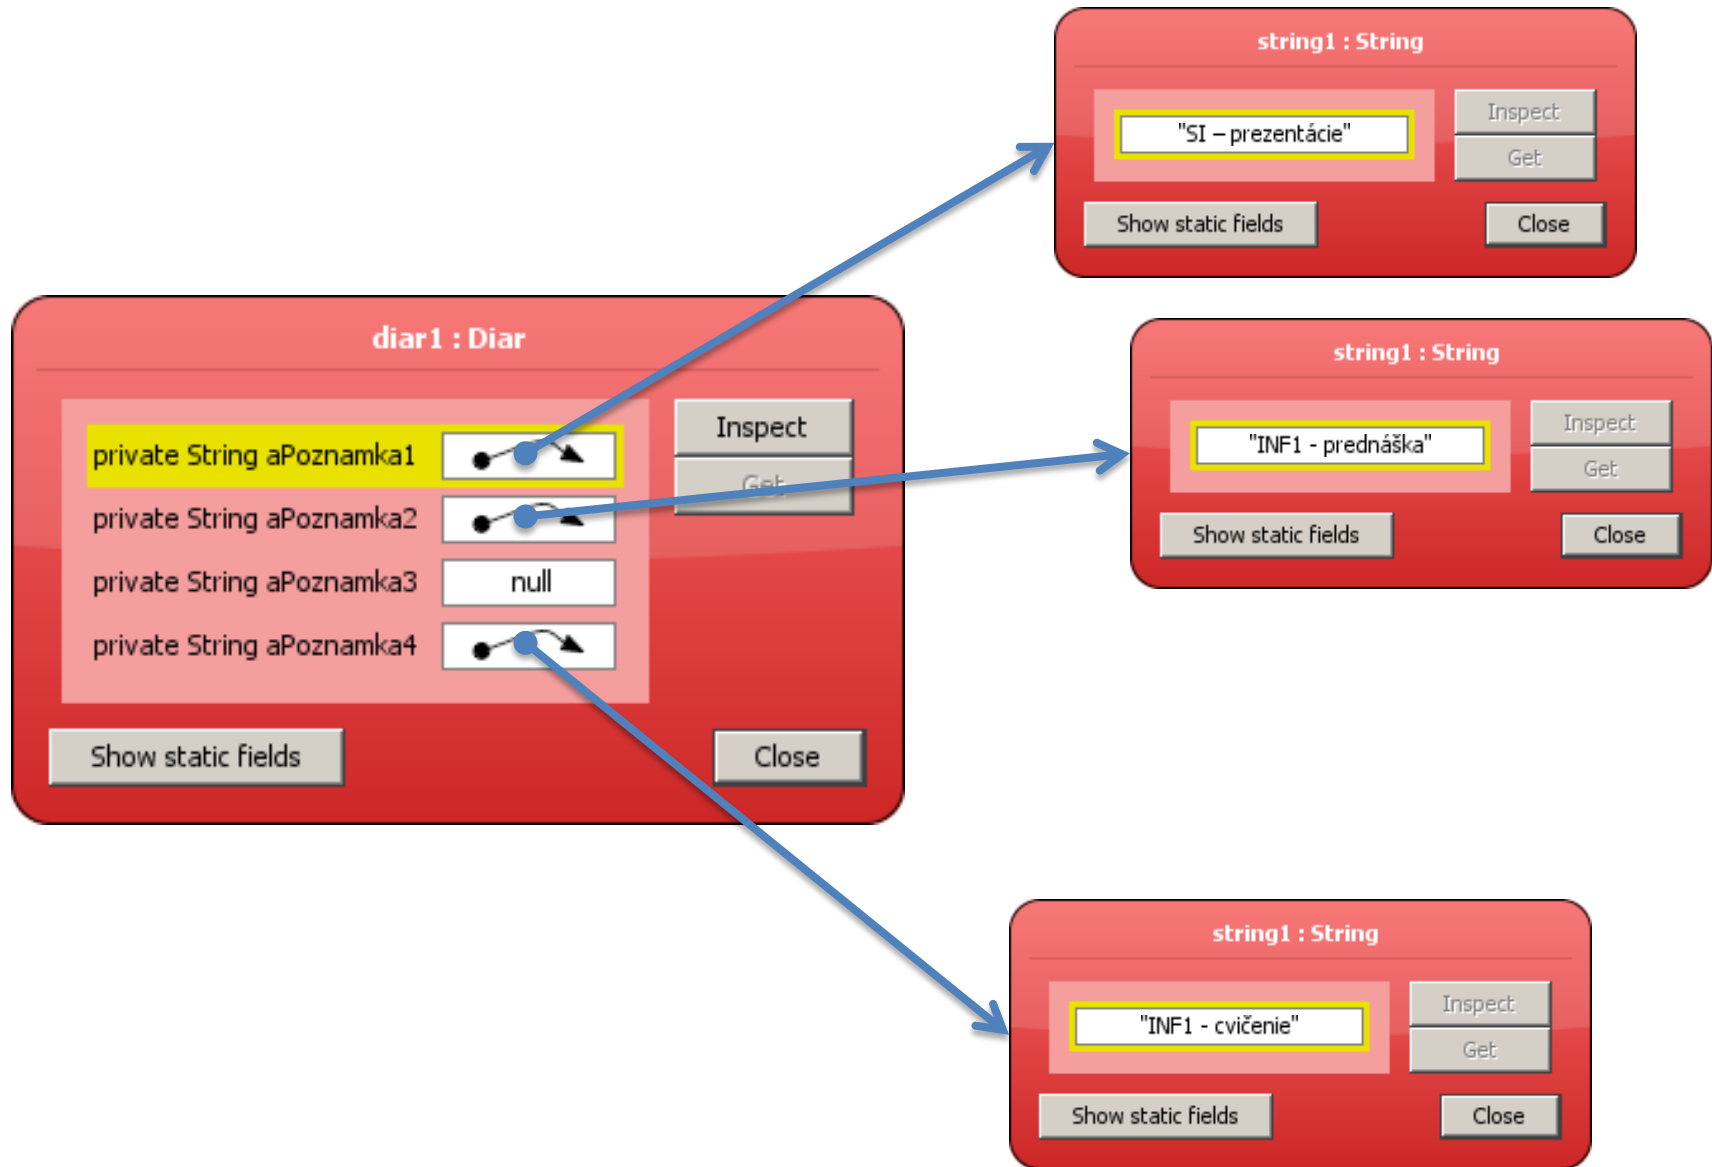 string1 : String
"SI – prezentácie"
Inspect
Get
Show static fields
Close
diar1 : Diar
private String aPoznamka1
Inspect
private String aPoznamka2
Get
private String aPoznamka3
null
private String aPoznamka4
Show static fields
Close
string1 : String
"INF1 - prednáška"
Inspect
Get
Show static fields
Close
string1 : String
"INF1 - cvičenie"
Inspect
Get
Show static fields
Close